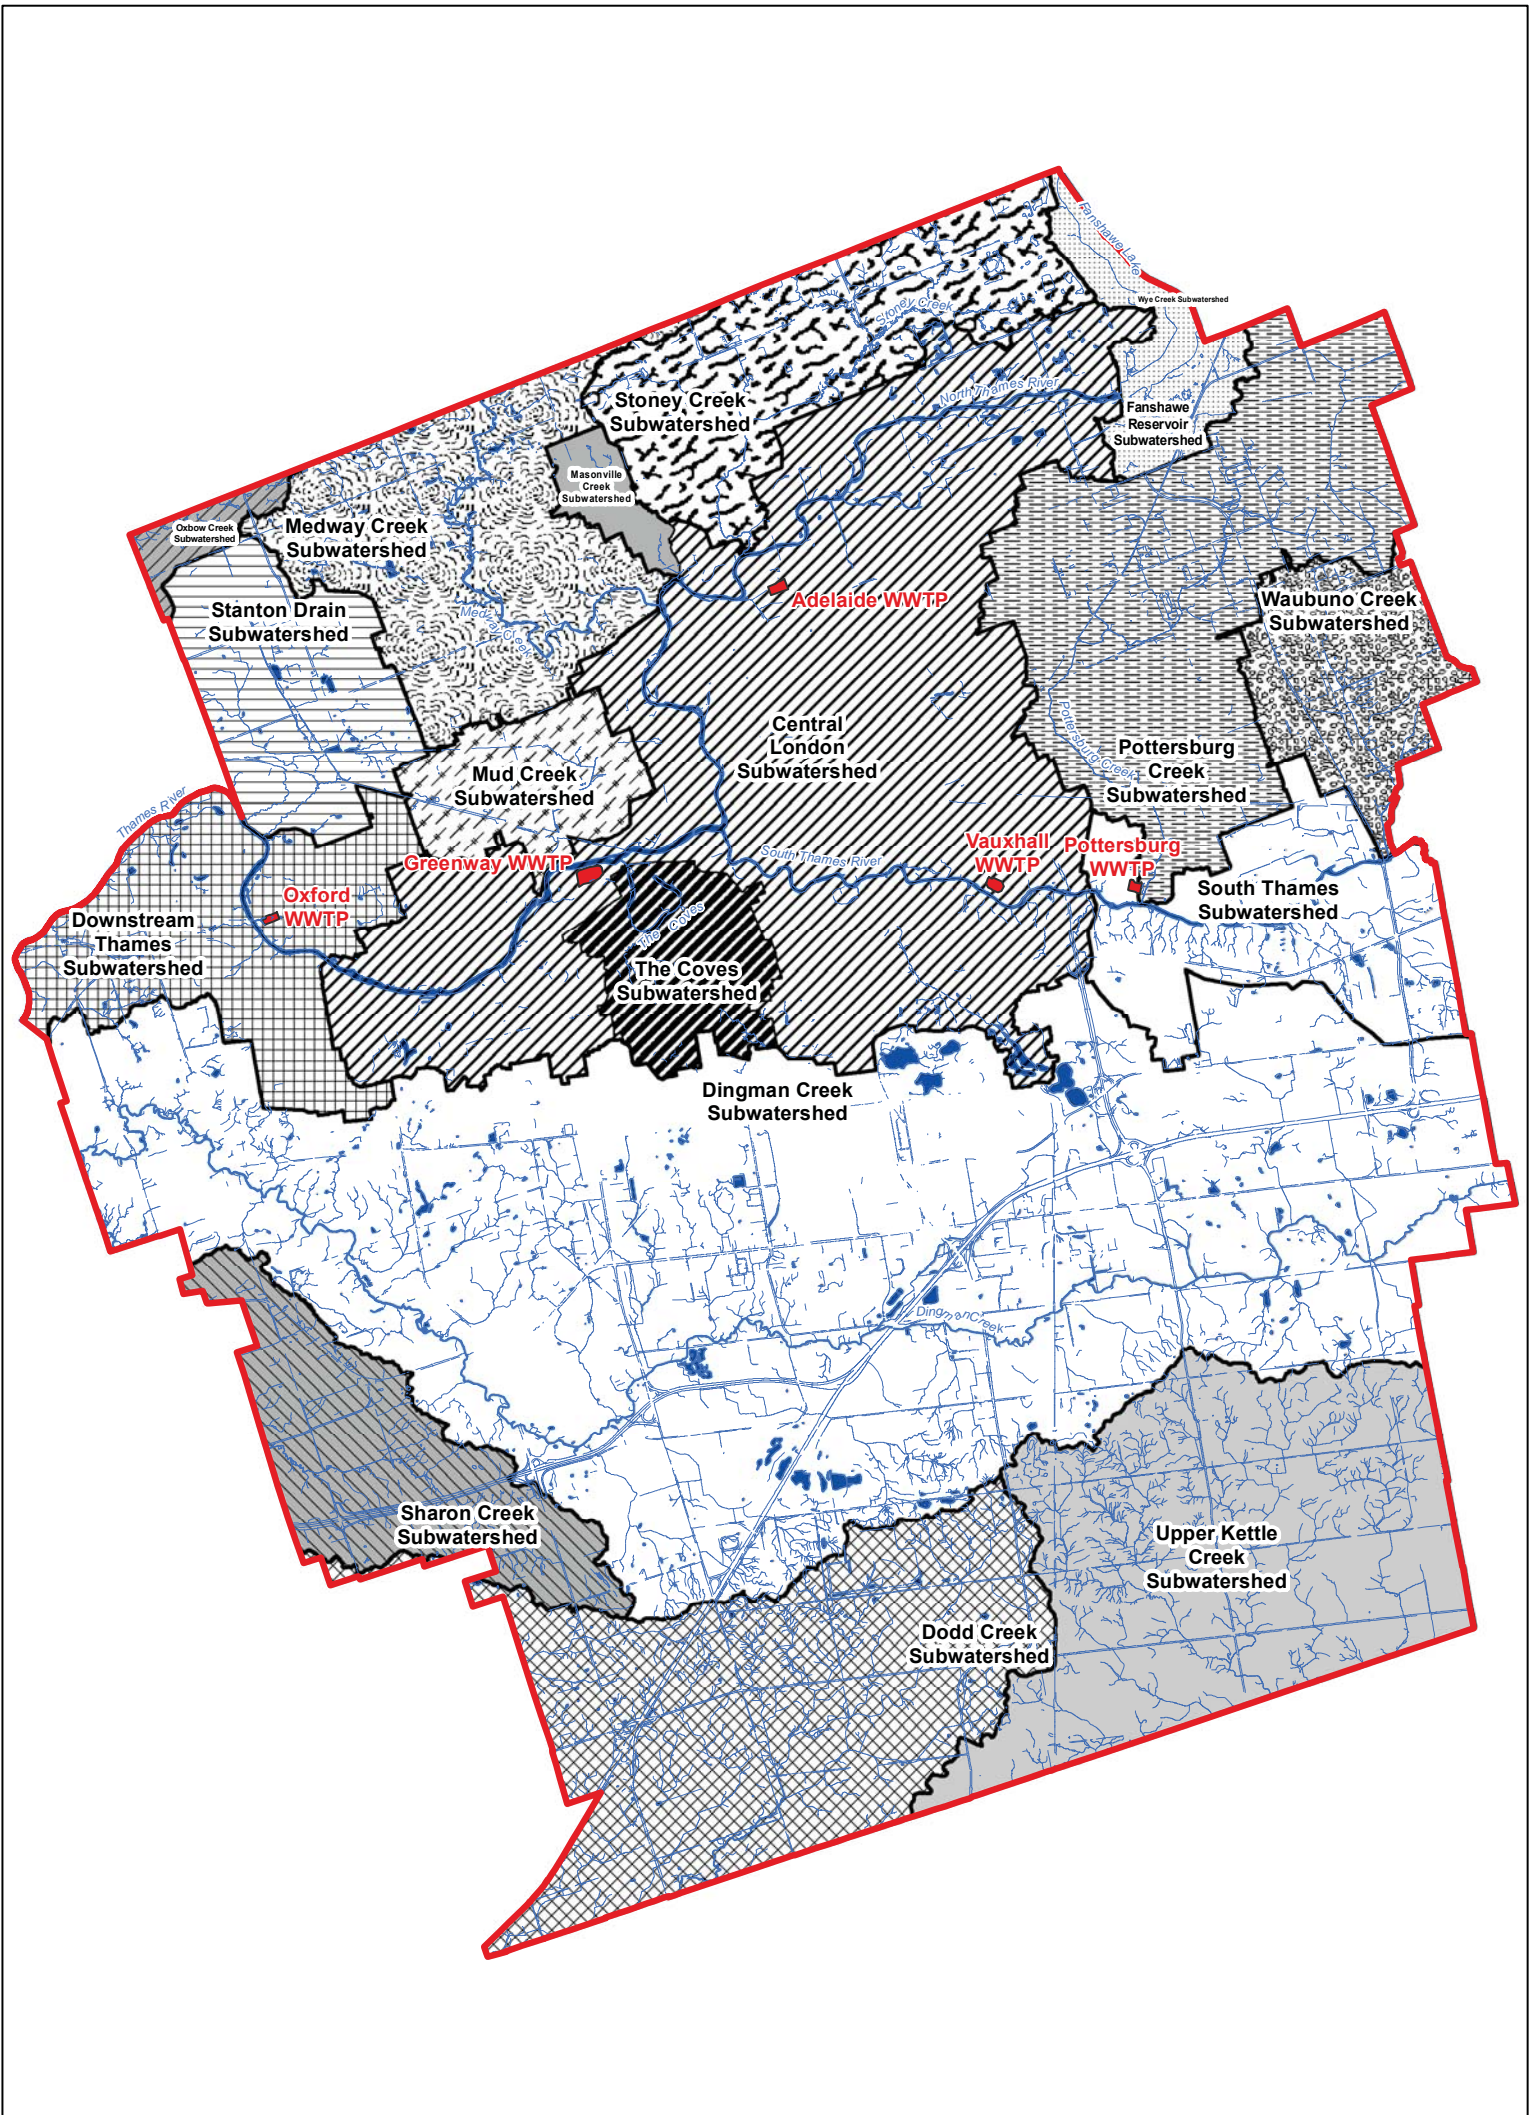 Fanshawe Lake
Wye Creek Subwatershed
Stoney Creek
North Thames River
Stoney Creek
Subwatershed
Fanshawe
Reservoir
Subwatershed
Masonville
Creek
Subwatershed
Oxbow Creek
Subwatershed
Medway Creek
Subwatershed
Stanton Drain
Subwatershed
Medway Creek
Adelaide WWTP
Waubuno Creek
Subwatershed
Central
London
Subwatershed
Pottersburg Creek
Pottersburg
Creek
Subwatershed
Mud Creek
Subwatershed
Thames River
Greenway WWTP
South Thames River
Vauxhall
WWTP
Pottersburg
WWTP
South Thames
Subwatershed
Oxford
WWTP
Downstream
Thames
Subwatershed
The Coves
The Coves
Subwatershed
Dingman Creek
Subwatershed
Dingman Creek
Sharon Creek
Subwatershed
Upper Kettle
Creek
Subwatershed
Dodd Creek
Subwatershed